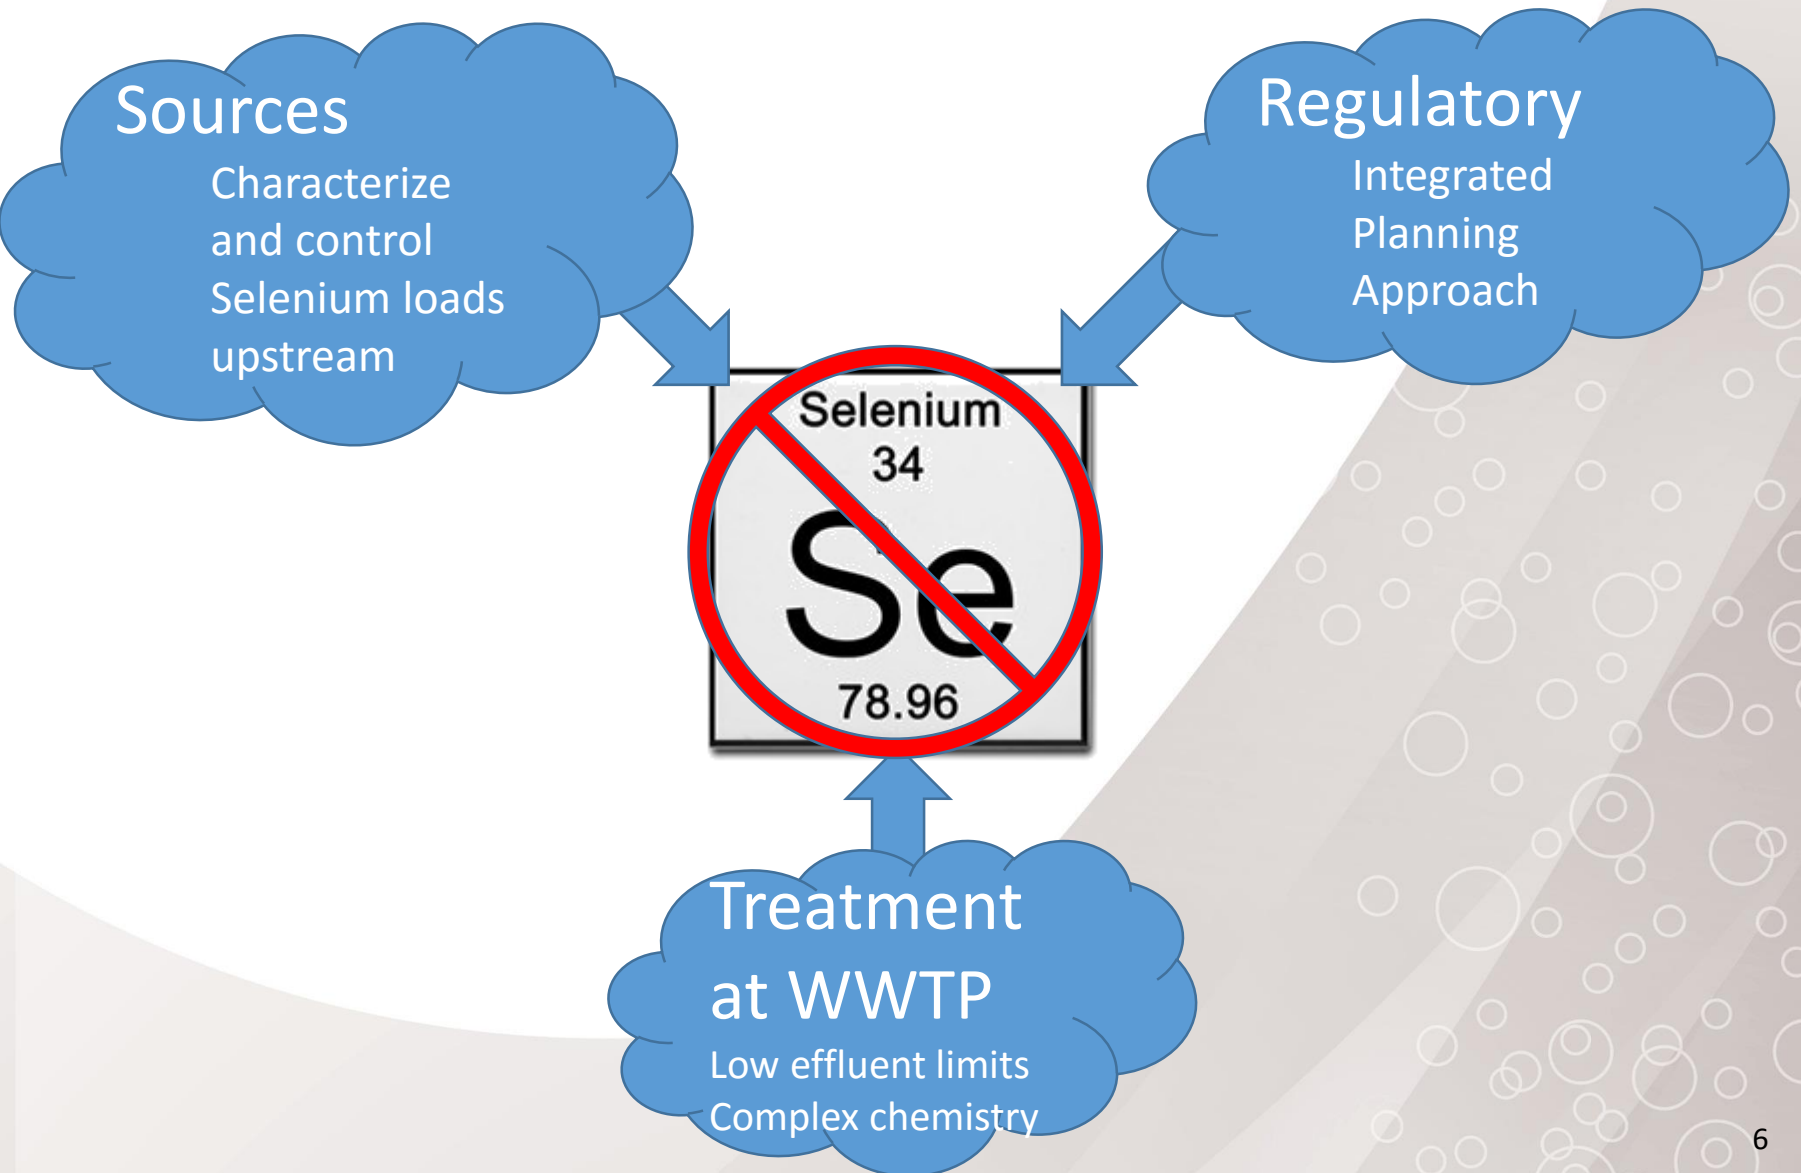 Sources
Characterize
and control
Selenium loads
upstream
Regulatory
Integrated
Planning
Approach
Selenium
34
Se
78.96
Treatment
at WWTP
Low effluent limits
Complex chemistry
6